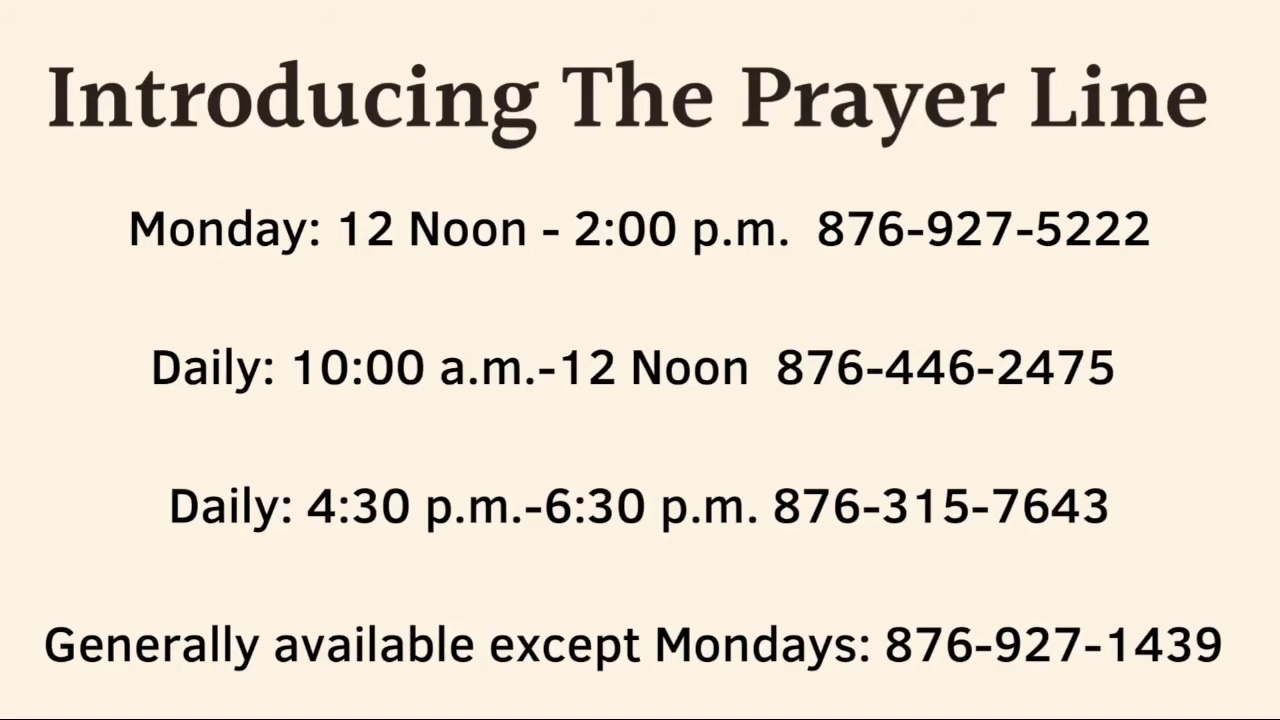 Introducing The Prayer Line
Monday: 12 Noon - 2:00 p.m. 876-927-5222
Daily: 10:00 a.m.-12 Noon 876-446-2475
Daily: 4:30 p.m.-6:30 p.m. 876-315-7643
Generally available except Mondays: 876-927-1439